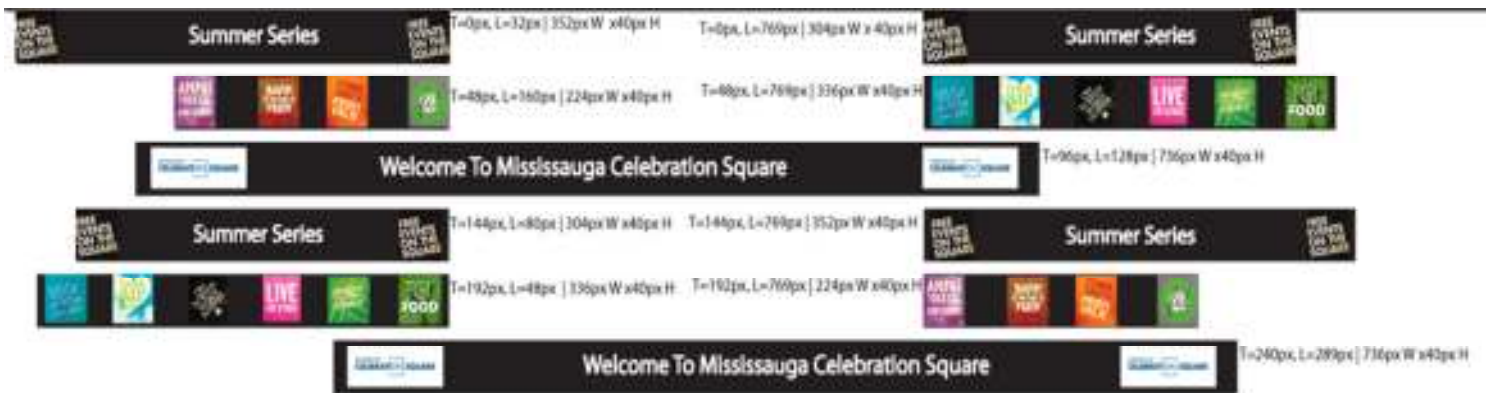 FREE EVENTS ON THE SQUARE Summer Series FREE EVENTS ON THE SQUARE T=0px, L=32px | 352px W x40px H T=0px, L=769px | 304px W x 40px H FREE EVENTS ON THE SQUARE Summer Series FREE EVENTS ON THE SQUARE
T=48px, L=160px | 224px W x40px H T=48px, L=769px | 336px W x40px H LIVE FOOD
Welcome To Mississauga Celebration Square T=96px, L=128px | 736px W x40px H
FREE EVENTS ON THE SQUARE Summer Series FREE EVENTS ON THE SQUARE T=144px, L=80px | 304px W x40px H T=144px, L=769px | 352px W x40px H FREE EVENTS ON THE SQUARE Summer Series FREE EVENTS ON THE SQUARE
LIVE FOOD T=192px, L=48px | 336px W x40px H T=192px, L=769px | 224px W x40px H
Welcome To Mississauga Celebration Square T=240px, L=289px | 736px W x40px H